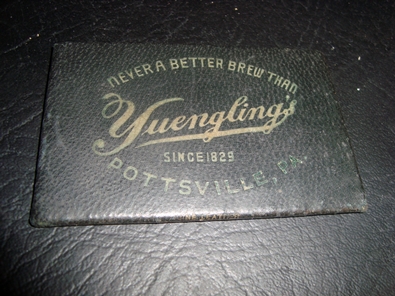 NEVER A BETTER BREW THAN
Yuengling's
SINCE 1829
POTTSVILLE, PA.